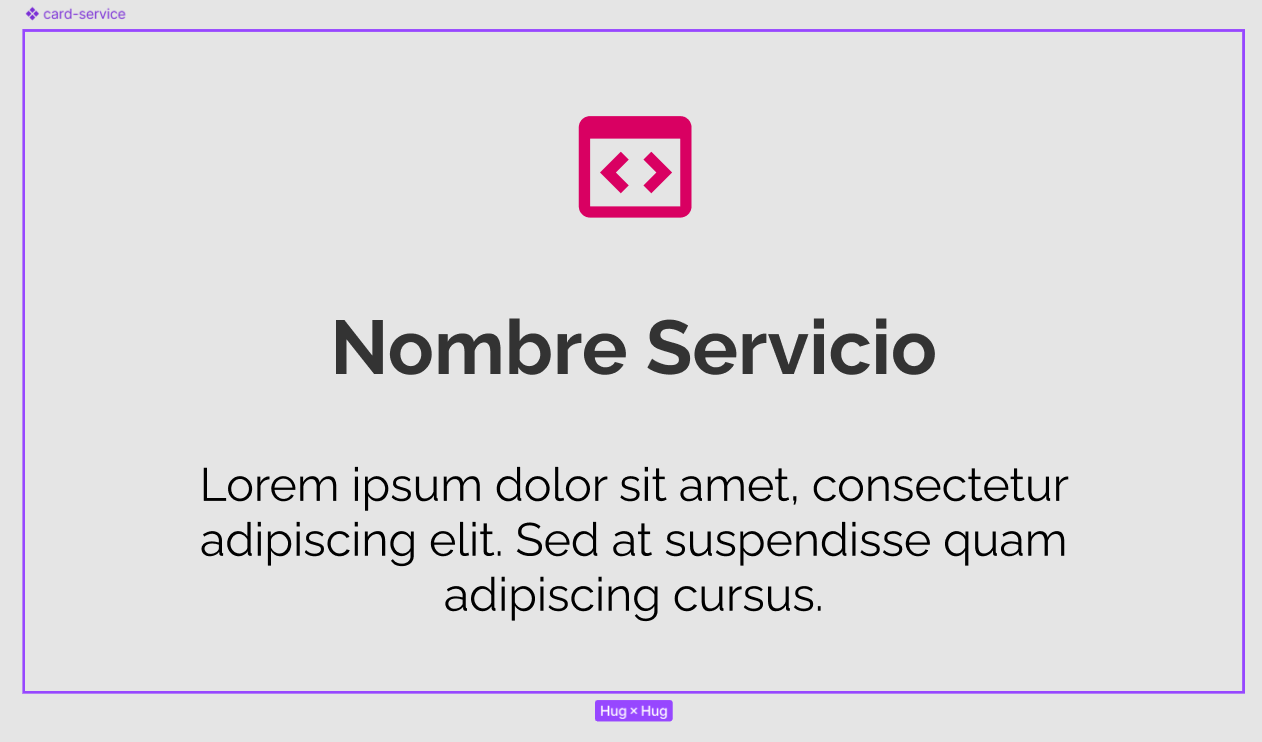 card-service
Nombre Servicio
Lorem ipsum dolor sit amet, consectetur
adipiscing elit. Sed at suspendisse quam
adipiscing cursus.
Hug × Hug